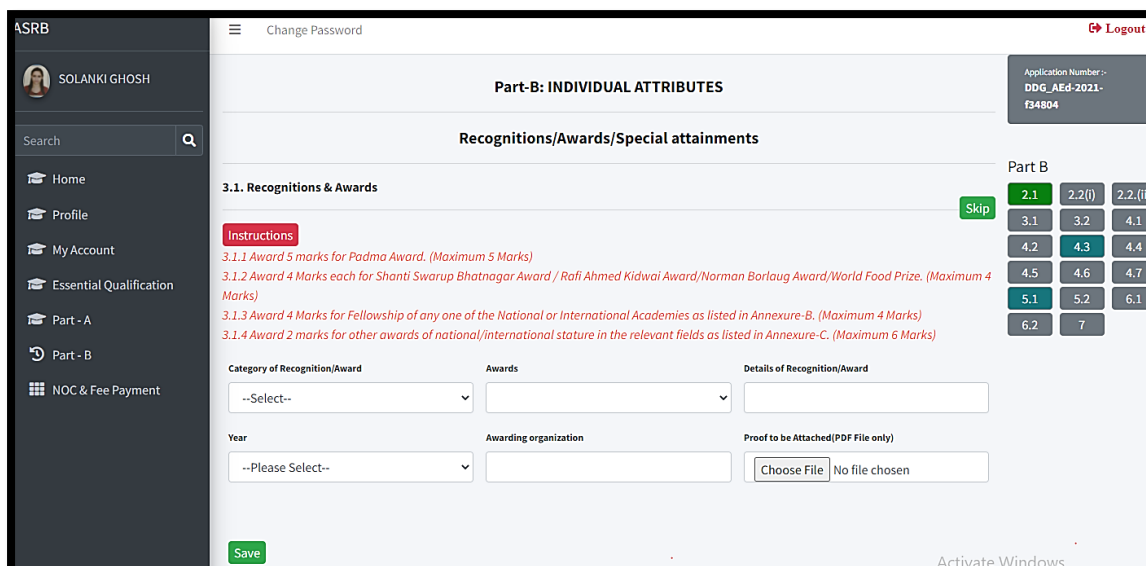 ASRB
Change Password
Logout
SOLANKI GHOSH
Search
Home
Profile
My Account
Essential Qualification
Part - A
Part - B
NOC & Fee Payment
Part-B: INDIVIDUAL ATTRIBUTES
Recognitions/Awards/Special attainments
3.1. Recognitions & Awards
Skip
Instructions
3.1.1 Award 5 marks for Padma Award. (Maximum 5 Marks)
3.1.2 Award 4 Marks each for Shanti Swarup Bhatnagar Award / Rafi Ahmed Kidwai Award/Norman Borlaug Award/World Food Prize. (Maximum 4
Marks)
3.1.3 Award 4 Marks for Fellowship of any one of the National or International Academies as listed in Annexure-B. (Maximum 4 Marks)
3.1.4 Award 2 marks for other awards of national/international stature in the relevant fields as listed in Annexure-C. (Maximum 6 Marks)
Category of Recognition/Award Awards Details of Recognition/Award
--Select--
Year Awarding organization Proof to be Attached(PDF File only)
--Please Select-- Choose File No file chosen
Save
Application Number :-
DDG_AEd-2021-
f34804
Part B
2.1 2.2(i) 2.2.(ii
3.1 3.2 4.1
4.2 4.3 4.4
4.5 4.6 4.7
5.1 5.2 6.1
6.2 7
Activate Windows